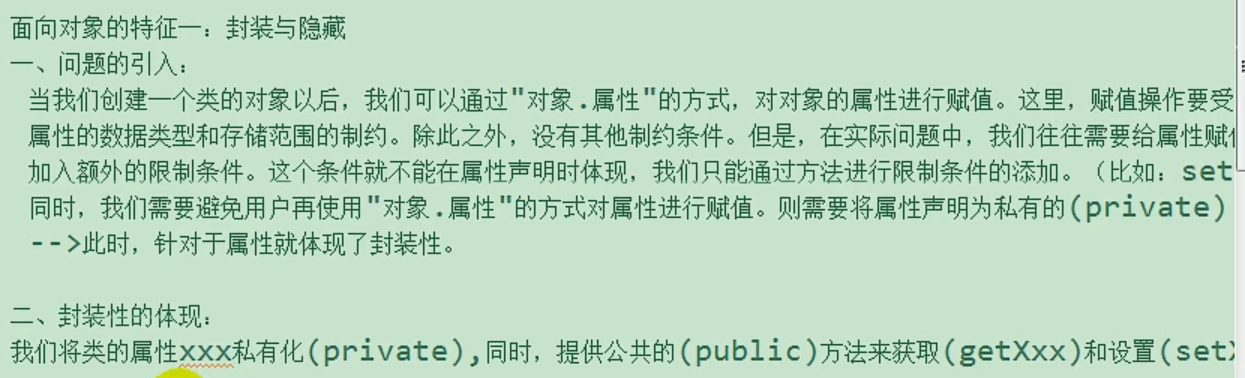 面向对象的特征一：封装与隐藏
一、问题的引入：
当我们创建一个类的对象以后，我们可以通过"对象.属性"的方式，对对象的属性进行赋值。这里，赋值操作要受
属性的数据类型和存储范围的制约。除此之外，没有其他制约条件。但是，在实际问题中，我们往往需要给属性赋
加入额外的限制条件。这个条件就不能在属性声明时体现，我们只能通过方法进行限制条件的添加。（比如：set
同时，我们需要避免用户再使用"对象.属性"的方式对属性进行赋值。则需要将属性声明为私有的(private)
-->此时，针对于属性就体现了封装性。
二、封装性的体现：
我们将类的属性xxx私有化(private),同时，提供公共的(public)方法来获取(getXxx)和设置(set